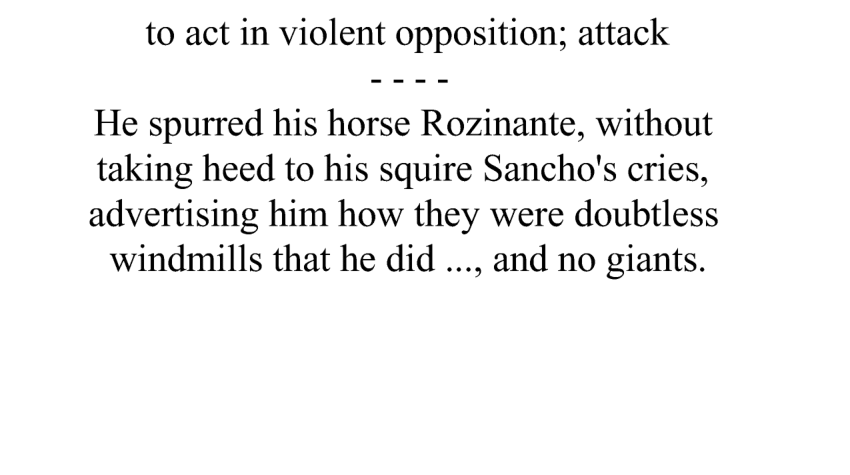 to act in violent opposition; attack
- - - -
He spurred his horse Rozinante, without
taking heed to his squire Sancho's cries,
advertising him how they were doubtless
windmills that he did ..., and no giants.